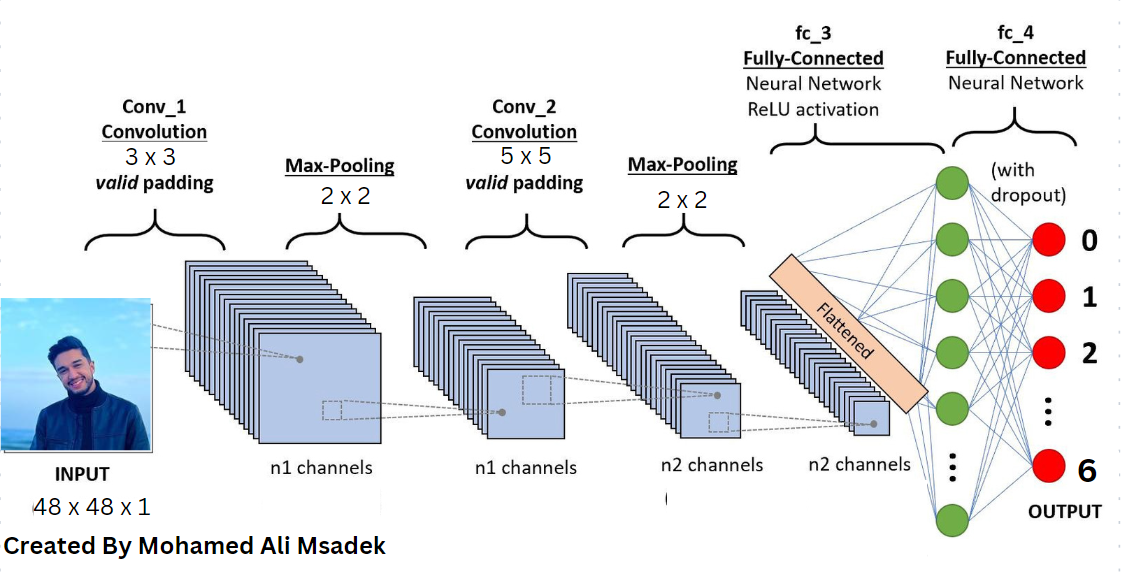 fc_3
Fully-Connected
Neural Network
ReLU activation
fc_4
Fully-Connected
Neural Network
Conv_1
Convolution
3 x 3
valid padding
Max-Pooling
2 x 2
Conv_2
Convolution
5 x 5
valid padding
Max-Pooling
2 x 2
(with
dropout)
Flattened
0
1
2
6
OUTPUT
INPUT
48 x 48 x 1
n1 channels
n1 channels
n2 channels
n2 channels
Created By Mohamed Ali Msadek